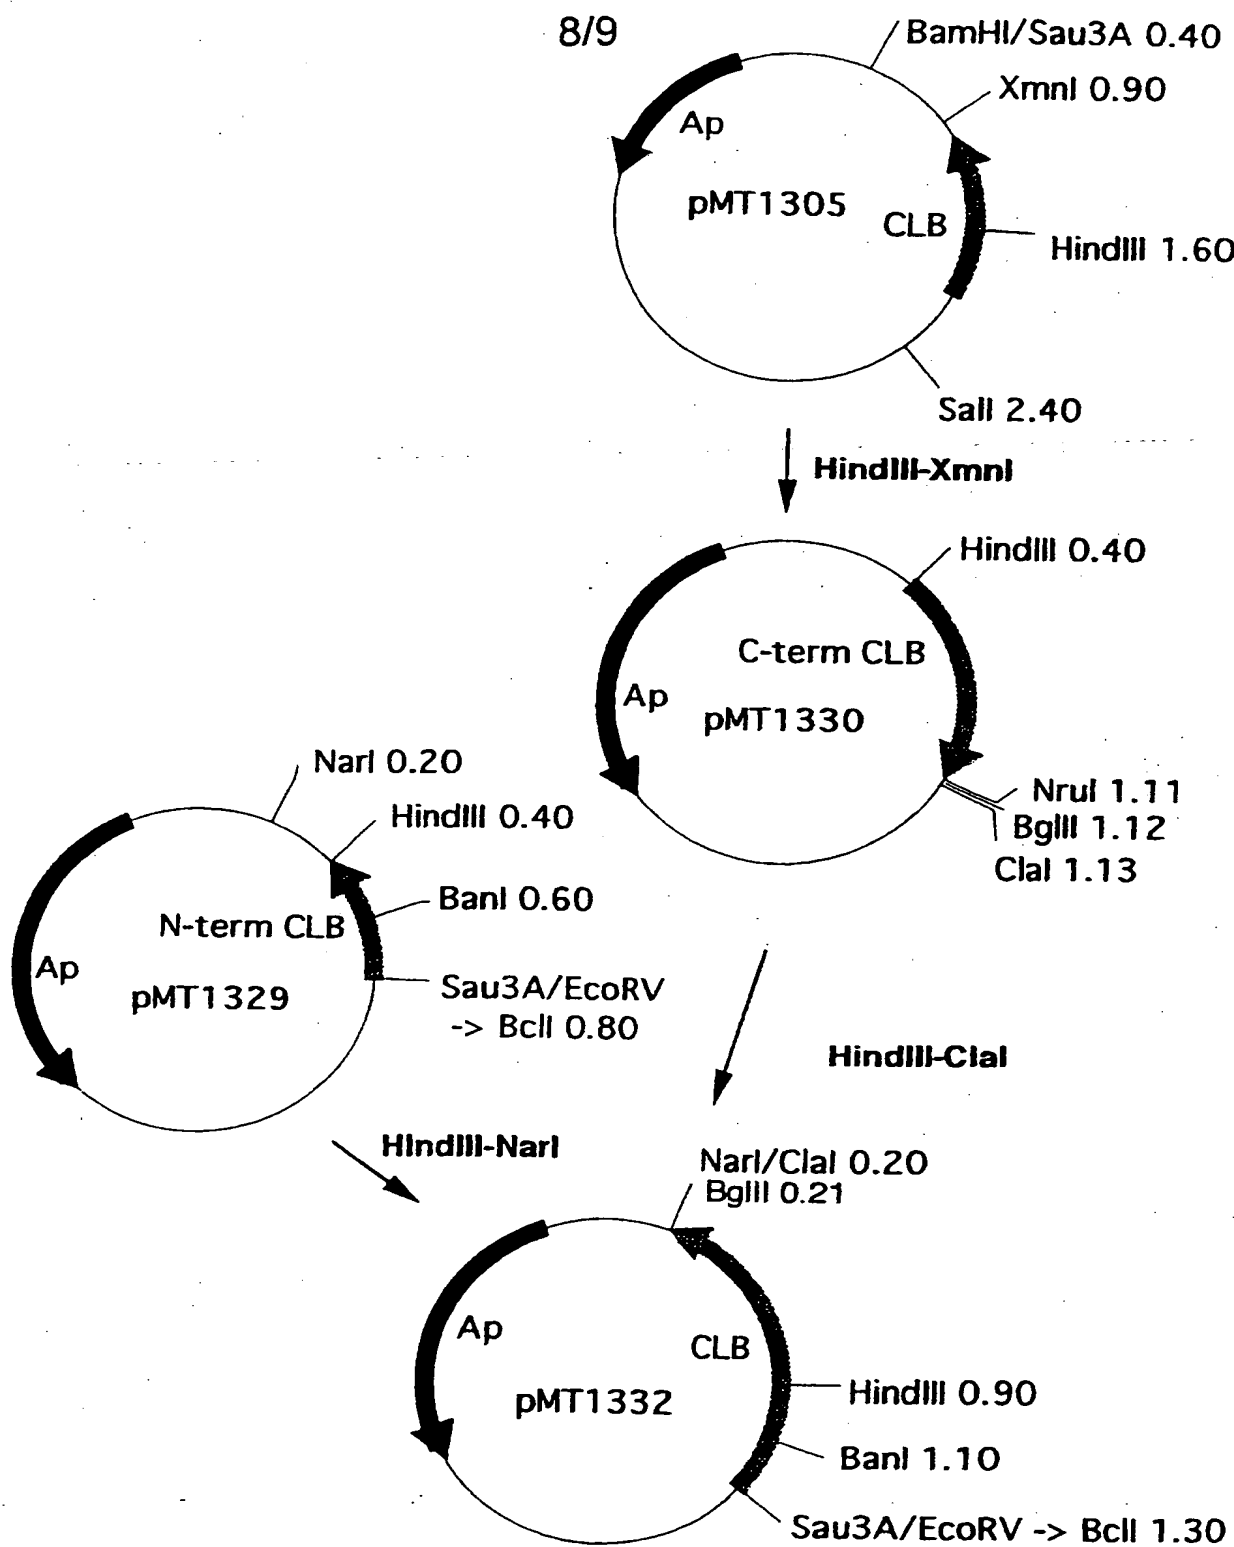 8/9
BamHI/Sau3A 0.40
XmnI 0.90
Ap
pMT1305
CLB
HindIII 1.60
SalI 2.40
HindIII-XmnI
HindIII 0.40
C-term CLB
Ap
pMT1330
NruI 1.11
BglII 1.12
ClaI 1.13
NarI 0.20
HindIII 0.40
BanI 0.60
N-term CLB
Ap
pMT1329
Sau3A/EcoRV
-> BclI 0.80
HindIII-ClaI
HindIII-NarI
NarI/ClaI 0.20
BglII 0.21
Ap
CLB
pMT1332
HindIII 0.90
BanI 1.10
Sau3A/EcoRV -> BclI 1.30